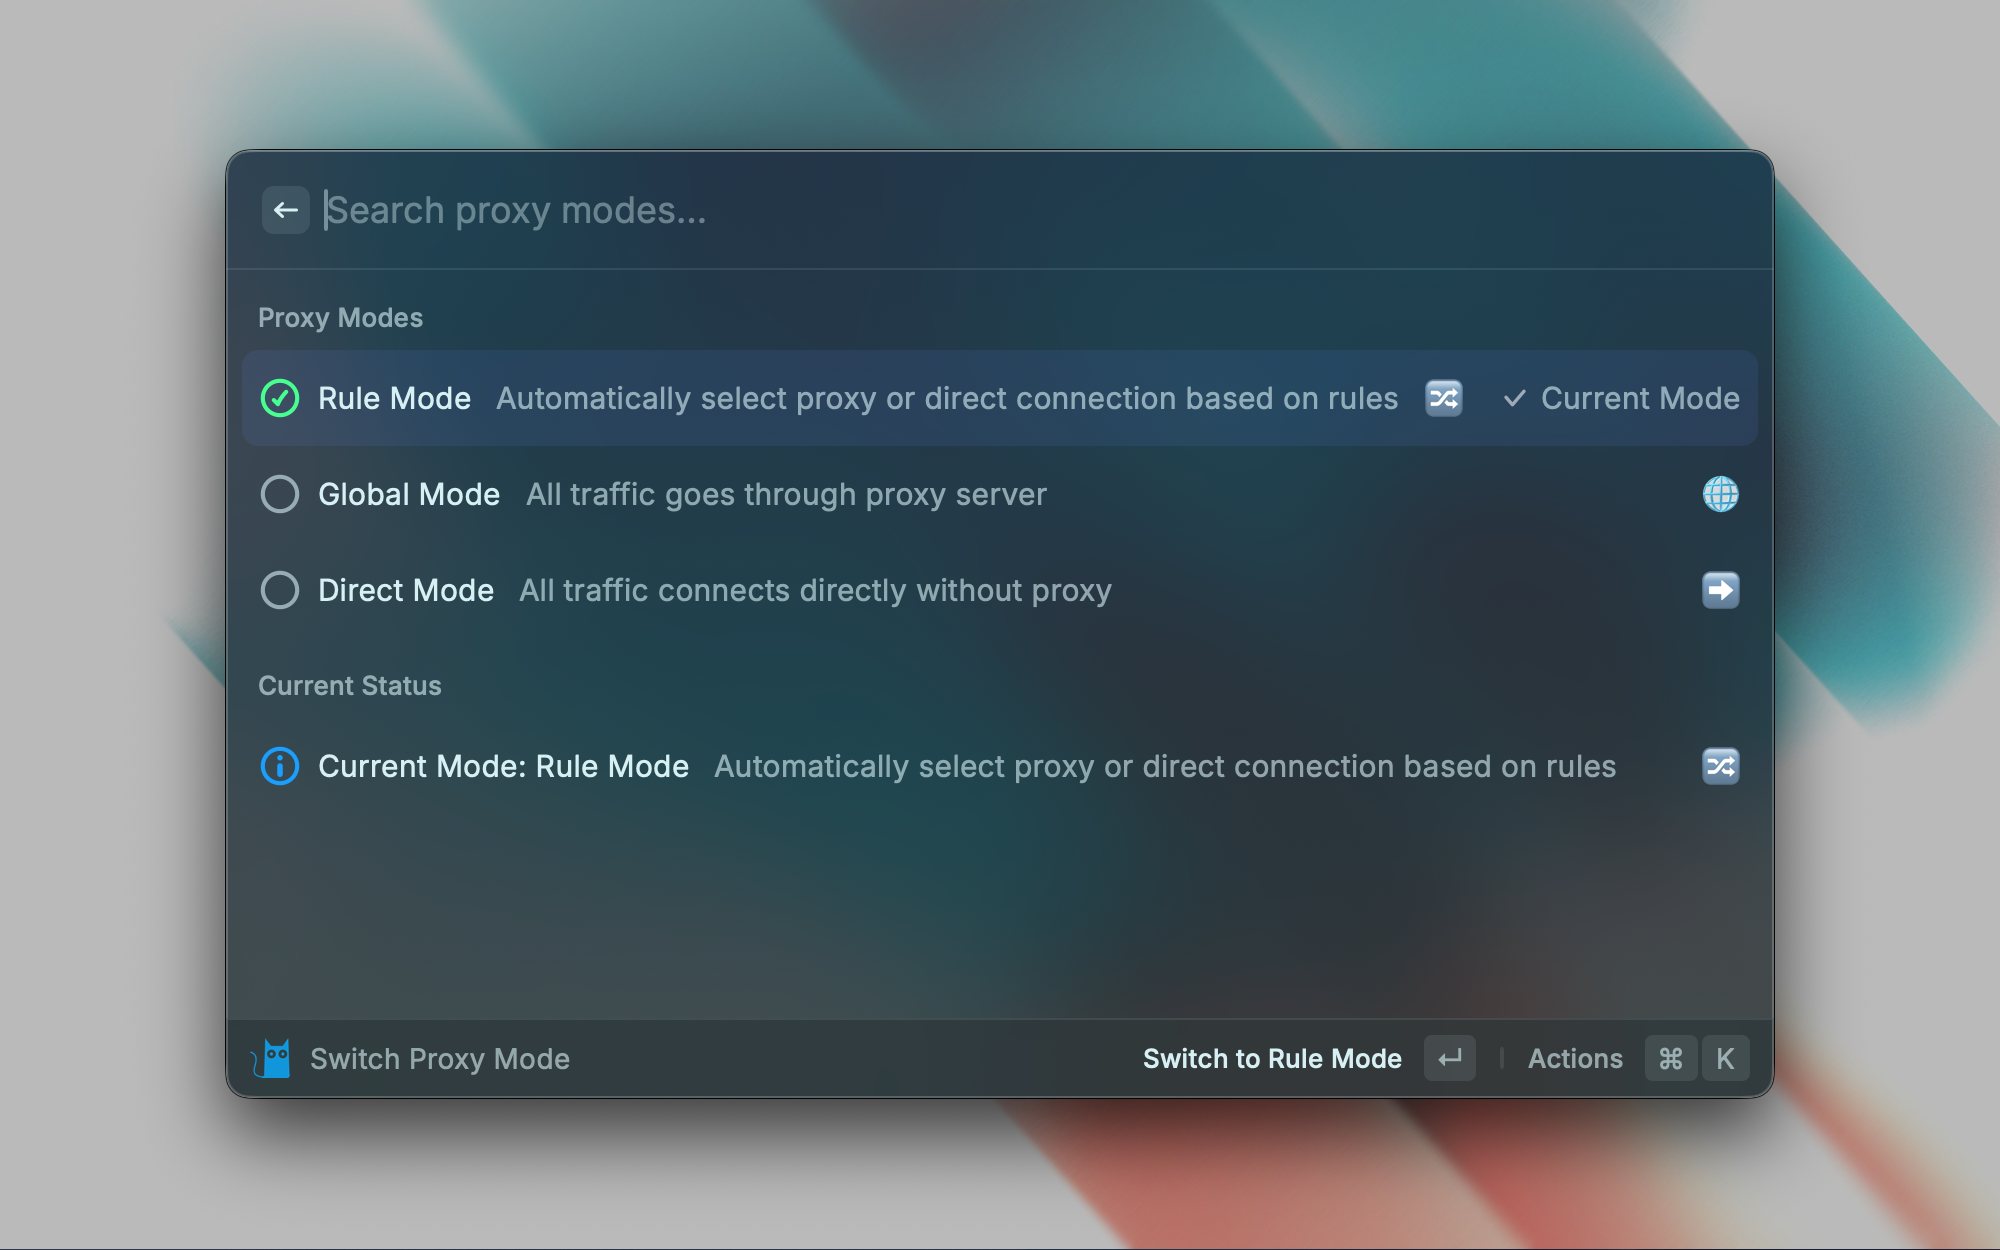 Search proxy modes...
Proxy Modes
Rule Mode Automatically select proxy or direct connection based on rules Current Mode
Global Mode All traffic goes through proxy server
Direct Mode All traffic connects directly without proxy
Current Status
Current Mode: Rule Mode Automatically select proxy or direct connection based on rules
Switch Proxy Mode Switch to Rule Mode ↵ Actions ⌘ K